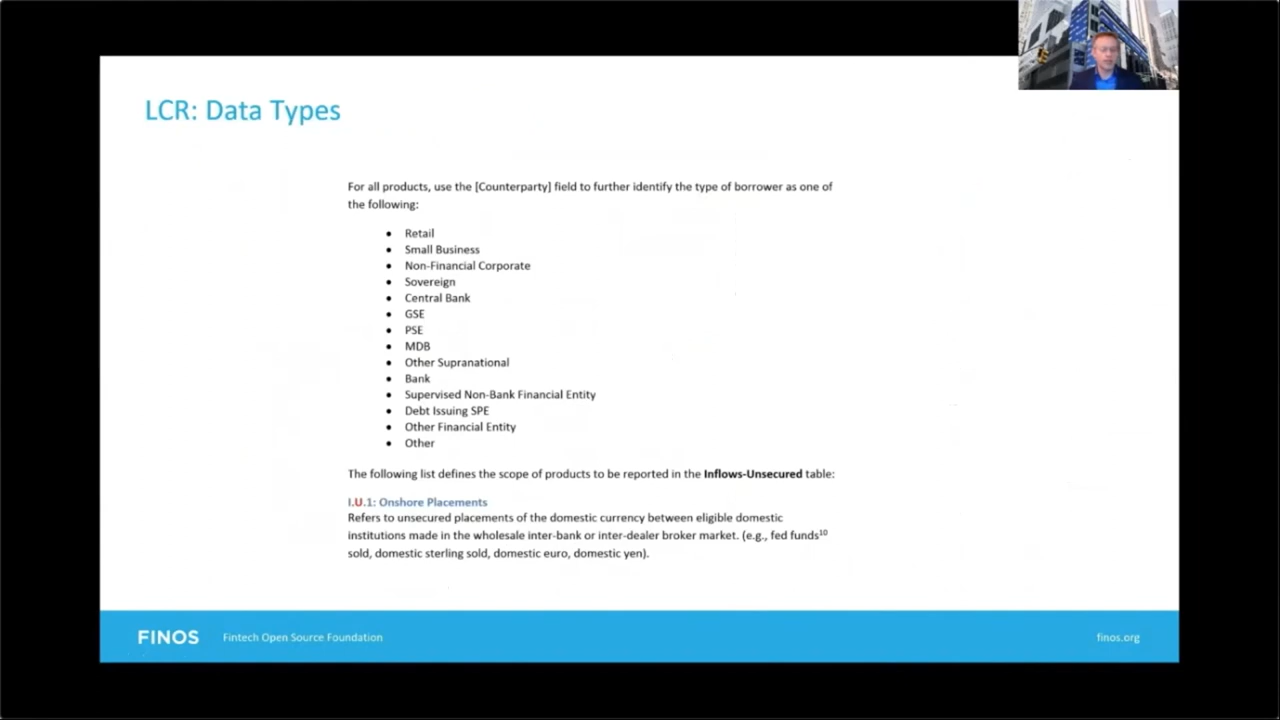 LCR: Data Types
For all products, use the [Counterparty] field to further identify the type of borrower as one of
the following:
• Retail
• Small Business
• Non-Financial Corporate
• Sovereign
• Central Bank
• GSE
• PSE
• MDB
• Other Supranational
• Bank
• Supervised Non-Bank Financial Entity
• Debt Issuing SPE
• Other Financial Entity
• Other
The following list defines the scope of products to be reported in the Inflows-Unsecured table:
I.U.1: Onshore Placements
Refers to unsecured placements of the domestic currency between eligible domestic
institutions made in the wholesale inter-bank or inter-dealer broker market. (e.g., fed funds¹⁰
sold, domestic sterling sold, domestic euro, domestic yen).
FINOS Fintech Open Source Foundation finos.org